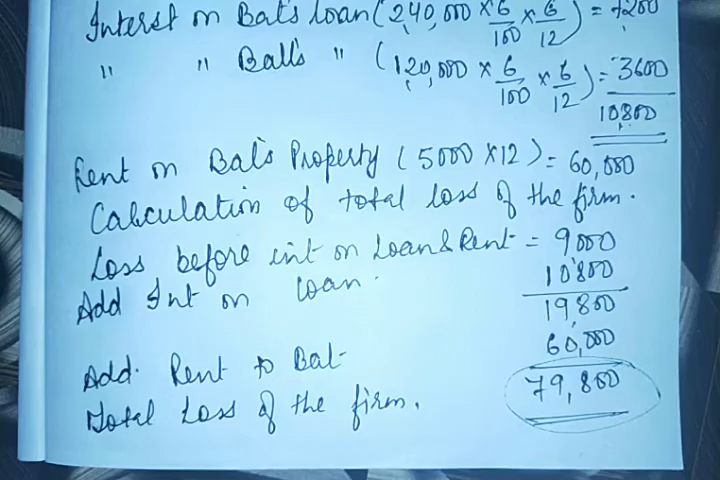 Interest on Bat's loan (240,000 × 6/100 × 6/12) = 7200
" " Ball's " (120,000 × 6/100 × 6/12) = 3600
10800
Rent on Bat's Property (5000 × 12) = 60,000
Calculation of total loss of the firm.
Loss before int on Loan & Rent = 9000
Add Int on loan. 10800
19800
Add. Rent to Bat- 60,000
Total Loss of the firm. 79,800